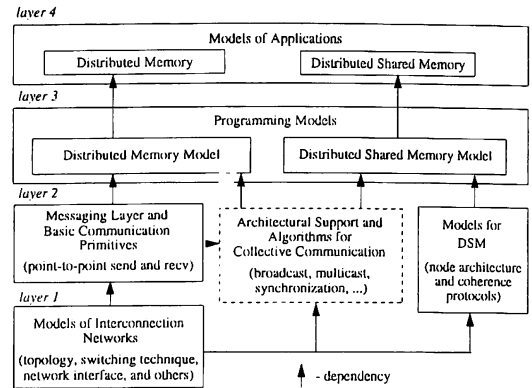 layer 4
Models of Applications
Distributed Memory
Distributed Shared Memory
layer 3
Programming Models
Distributed Memory Model
Distributed Shared Memory Model
layer 2
Messaging Layer and
Basic Communication
Primitives
(point-to-point send and recv)
Architectural Support and
Algorithms for
Collective Communication
(broadcast, multicast,
synchronization, ...)
Models for
DSM
(node architecture
and coherence
protocols)
layer 1
Models of Interconnection
Networks
(topology, switching technique,
network interface, and others)
- dependency